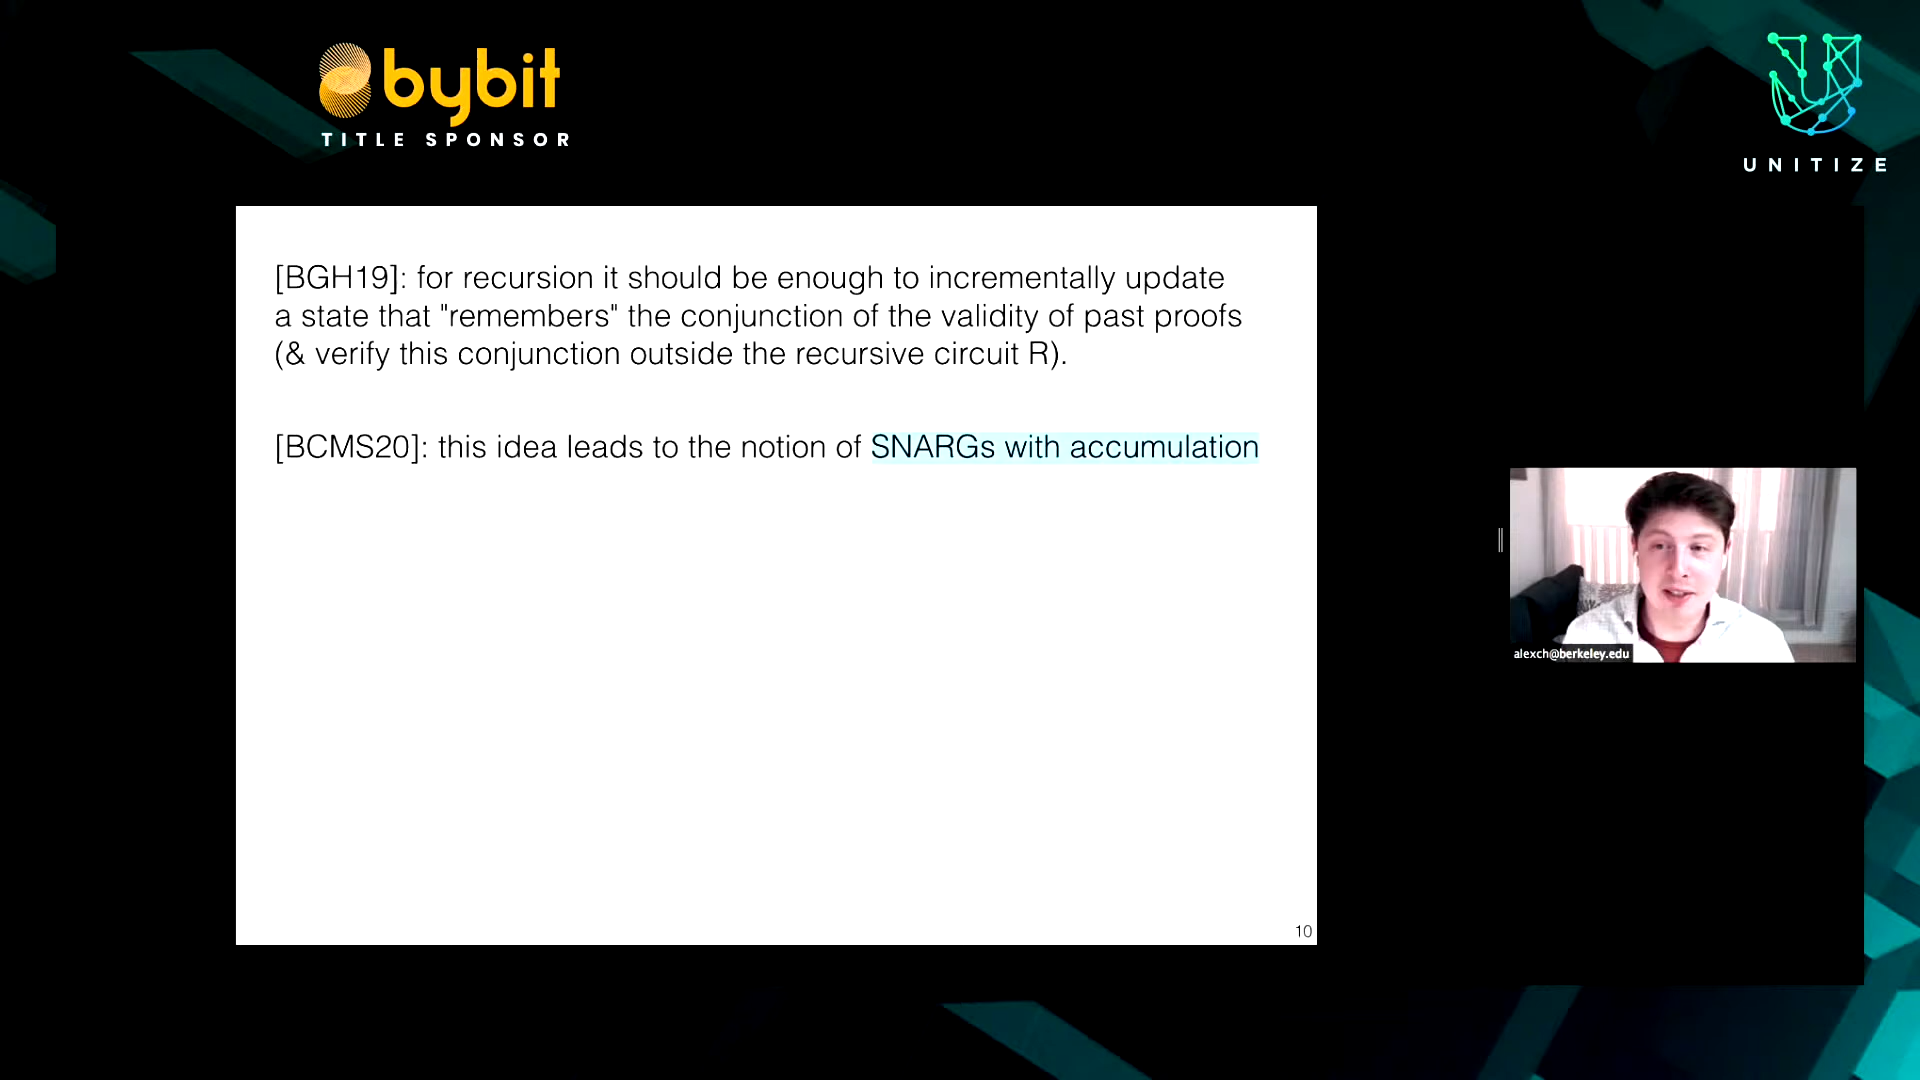 bybit
TITLE SPONSOR
UNITIZE
[BGH19]: for recursion it should be enough to incrementally update
a state that "remembers" the conjunction of the validity of past proofs
(& verify this conjunction outside the recursive circuit R).
[BCMS20]: this idea leads to the notion of SNARGs with accumulation
alexch@berkeley.edu
10